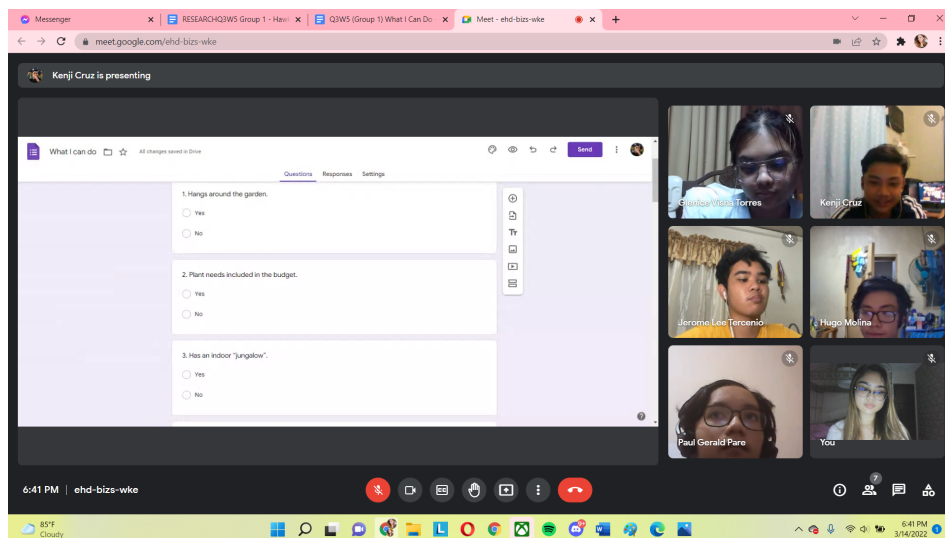 Messenger
RESEARCHQ3W5 Group 1 - Haw
Q3W5 (Group 1) What I Can Do
Meet - ehd-bizs-wke
meet.google.com/ehd-bizs-wke
Kenji Cruz is presenting
What I can do
All changes saved in Drive
Send
Questions
Responses
Settings
1. Hangs around the garden.
Yes
No
2. Plant needs included in the budget.
Yes
No
3. Has an indoor "jungalow".
Yes
No
Tr
Torres
Kenji Cruz
Jerome Lee Tercenio
Hugo Molina
Paul Gerald Pare
You
6:41 PM | ehd-bizs-wke
CC
7
85°F
Cloudy
6:41 PM
3/14/2022